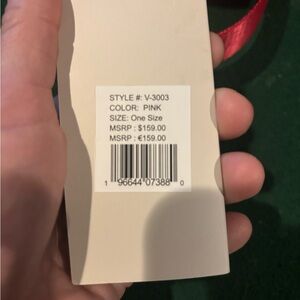 STYLE #: V-3003
COLOR: PINK
SIZE: One Size
MSRP : $159.00
MSRP : €159.00
1 96644 07388 0